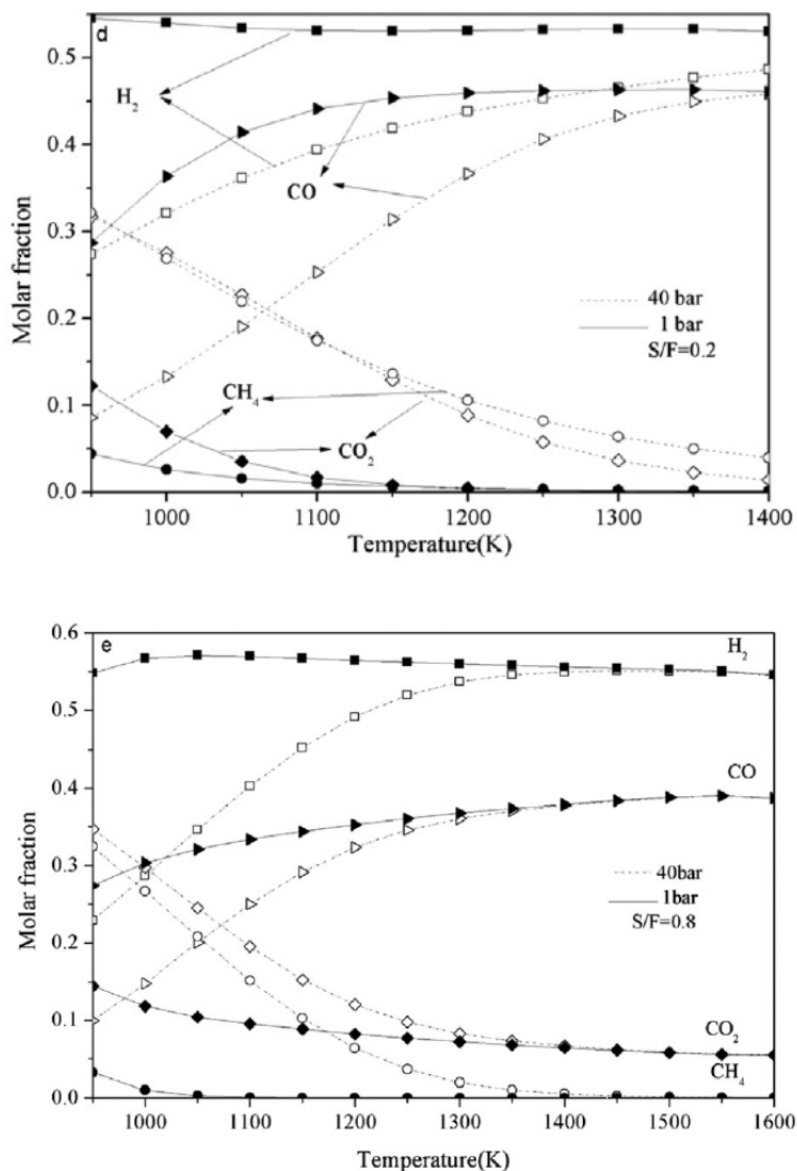 d
0.5
0.4
0.3
0.2
0.1
0.0
Molar fraction
H2
CO
CH4
CO2
40 bar
1 bar
S/F=0.2
1000 1100 1200 1300 1400
Temperature(K)
e
0.6
0.5
0.4
0.3
0.2
0.1
0.0
Molar fraction
H2
CO
40bar
1bar
S/F=0.8
CO2
CH4
1000 1100 1200 1300 1400 1500 1600
Temperature(K)